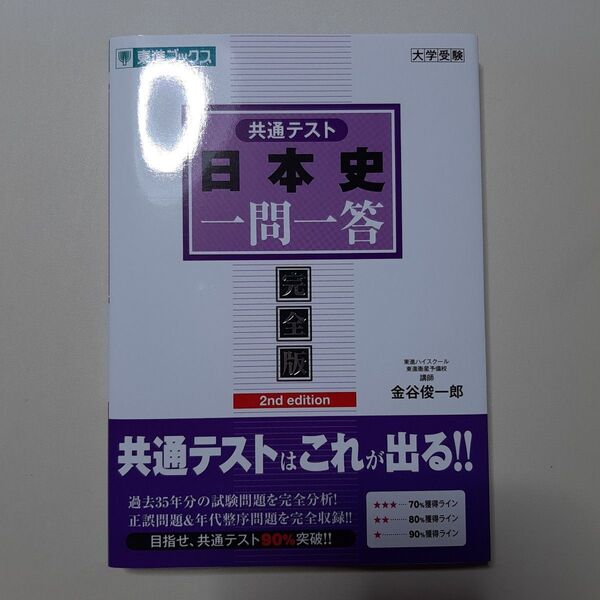 東進ブックス
大学受験
共通テスト
日本史
一問一答
完全版
2nd edition
東進ハイスクール
東進衛星予備校
講師
金谷俊一郎
共通テストはこれが出る!!
過去35年分の試験問題を完全分析!
正誤問題&年代整序問題を完全収録!!
目指せ、共通テスト90%突破!!
★★★ ···· 70%獲得ライン
★★ ······ 80%獲得ライン
★ ········ 90%獲得ライン